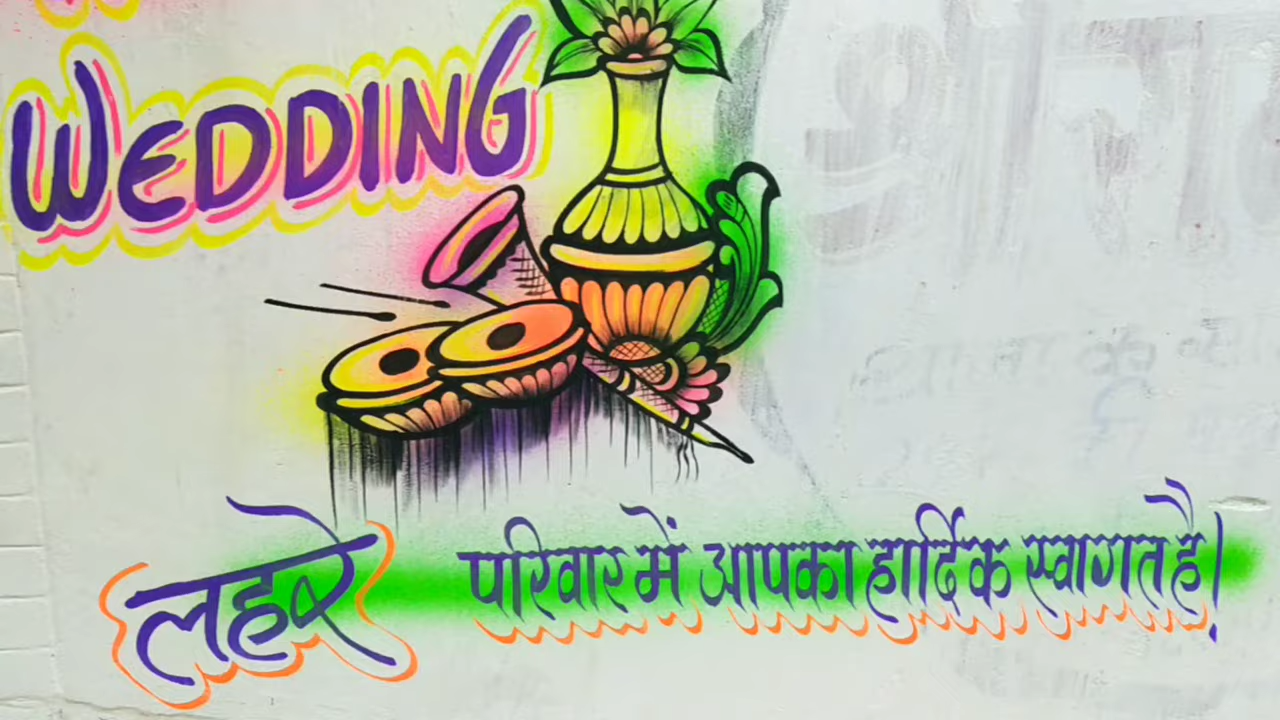 WEDDING
लहरे परिवार में आपका हार्दिक स्वागत है।